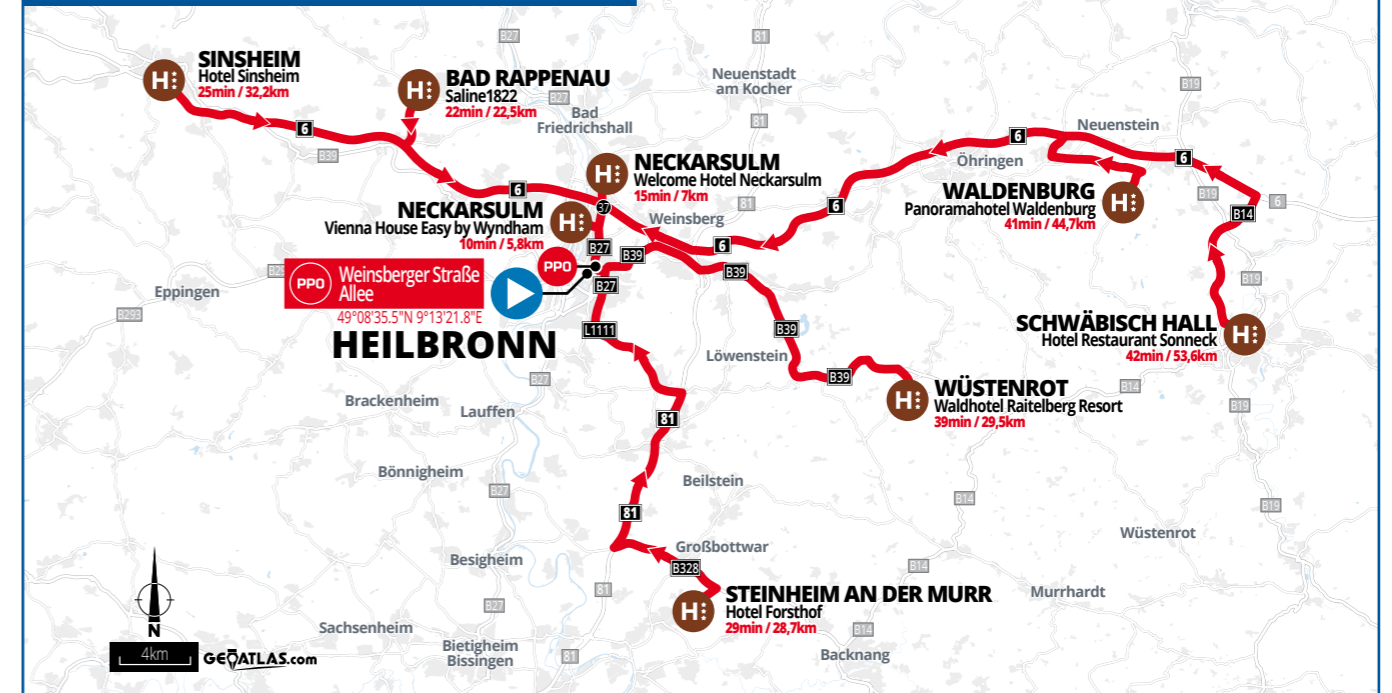 SINSHEIM
Hotel Sinsheim
25min / 32,2km
H
BAD RAPPENAU
Saline1822
22min / 22,5km
H
B27
81
Neuenstadt
am Kocher
B19
B27
Bad
Friedrichshall
81
6
B39
6
Neuenstein
6
Öhringen
6
B19
6
NECKARSULM
Welcome Hotel Neckarsulm
15min / 7km
H
6
37
NECKARSULM
Vienna House Easy by Wyndham
10min / 5,8km
H
Weinsberg
81
6
6
WALDENBURG
Panoramahotel Waldenburg
41min / 44,7km
H
B14
B27
B39
B39
B19
PPO
PPO
Weinsberger Straße
Allee
49°08'35.5"N 9°13'21.8"E
HEILBRONN
B27
L1111
Eppingen
B293
B39
Löwenstein
B39
SCHWÄBISCH HALL
Hotel Restaurant Sonneck
42min / 53,6km
H
B14
B19
WÜSTENROT
Waldhotel Raitelberg Resort
39min / 29,5km
H
B27
Brackenheim
Lauffen
81
Bönnigheim
B27
Beilstein
B14
B19
81
Wüstenrot
Besigheim
Großbottwar
B328
81
B14
B27
Murrhardt
STEINHEIM AN DER MURR
Hotel Forsthof
29min / 28,7km
H
Sachsenheim
Bietigheim
Bissingen
81
B14
Backnang
N
4km
GEOATLAS.com